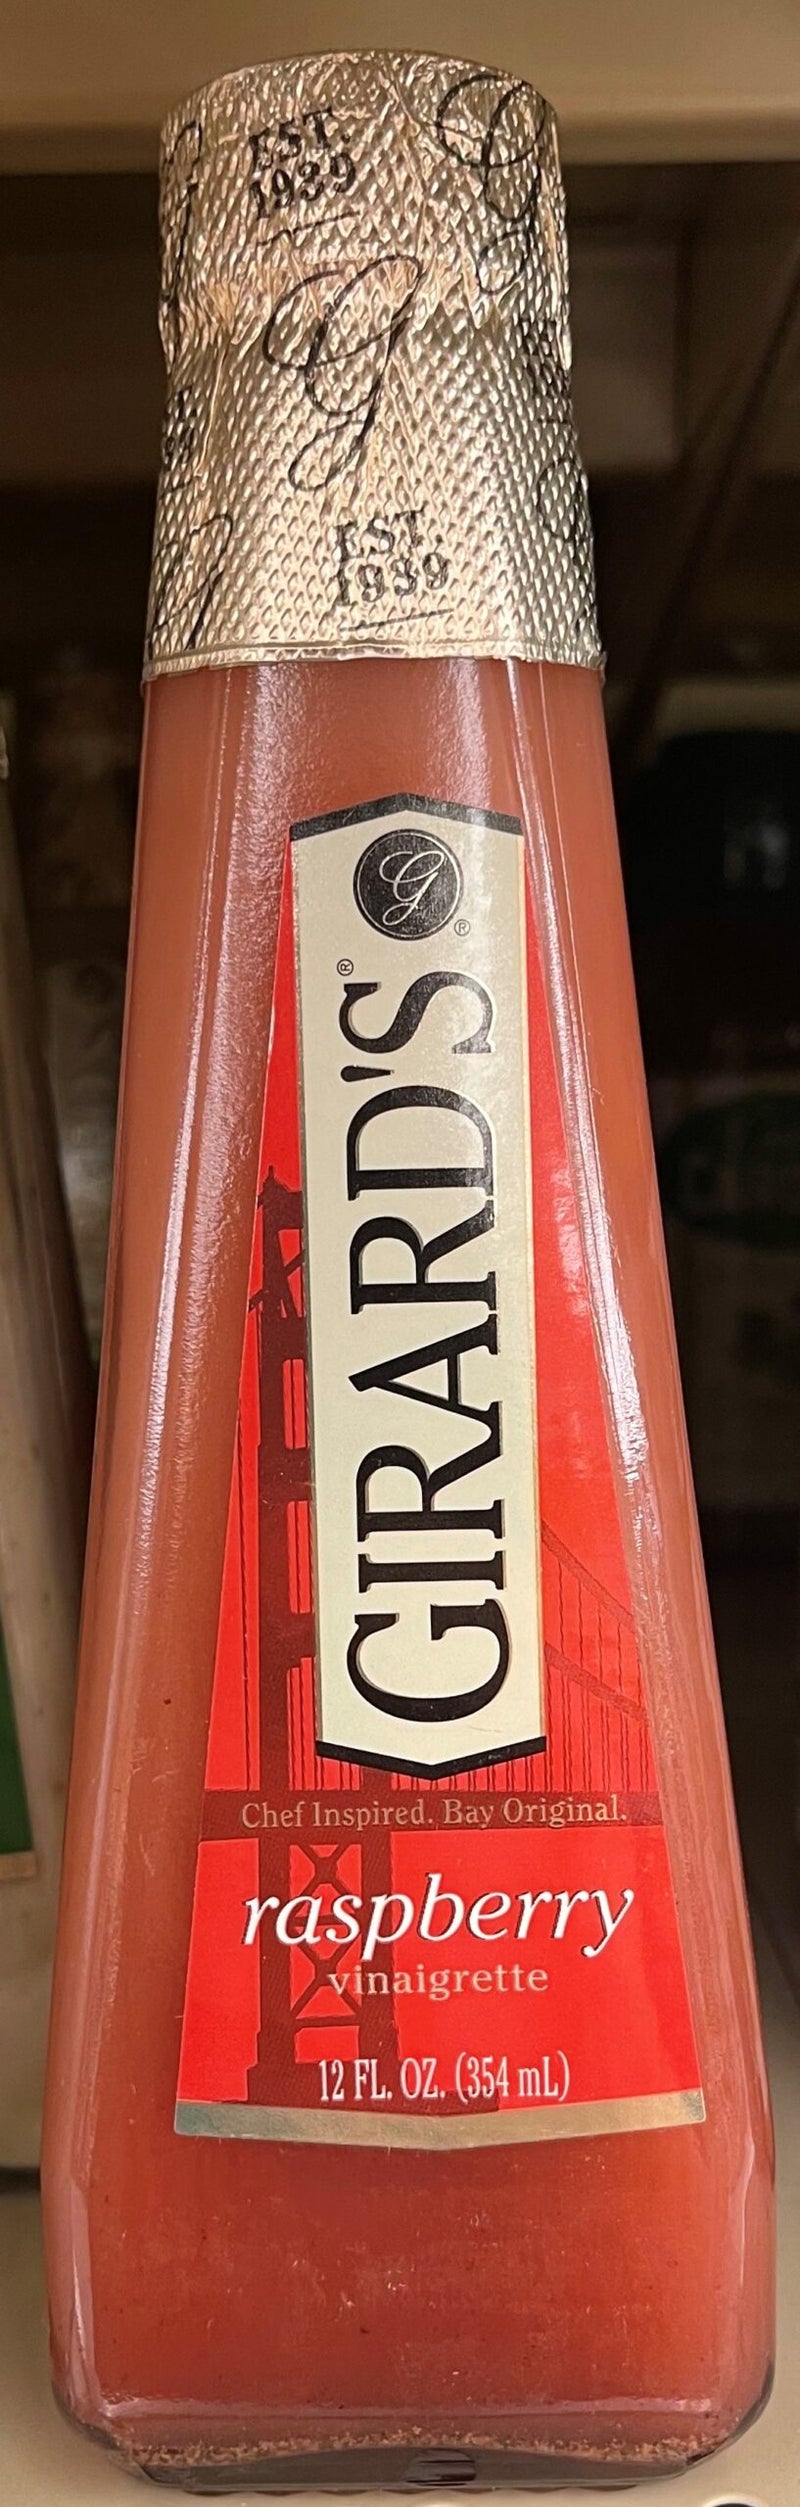 EST.
1939
G
G
EST.
1939
G
®
GIRARD'S®
Chef Inspired. Bay Original.
raspberry
vinaigrette
12 FL. OZ. (354 mL)